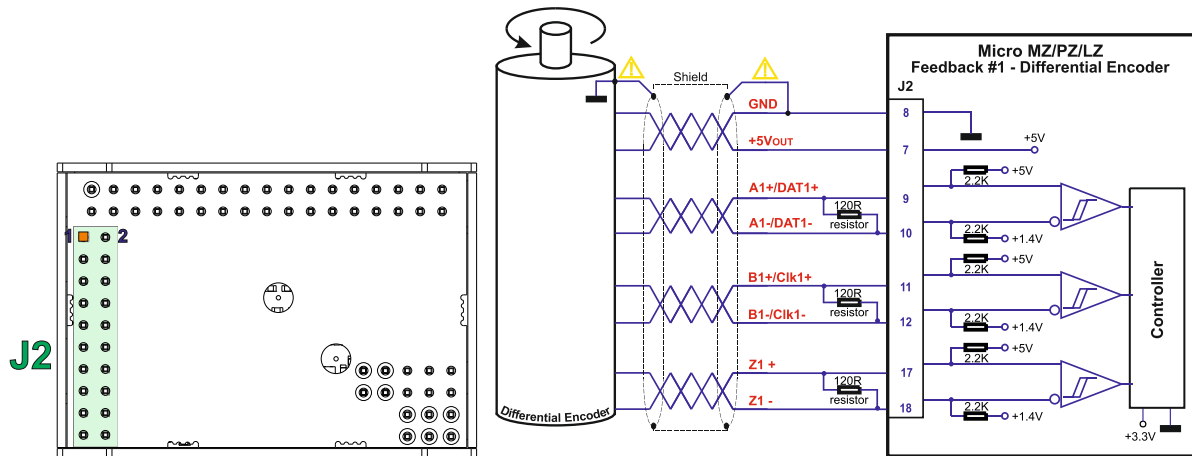 1
2
J2
Differential Encoder
Shield
GND
+5VOUT
A1+/DAT1+
120R
resistor
A1-/DAT1-
B1+/Clk1+
120R
resistor
B1-/Clk1-
Z1 +
120R
resistor
Z1 -
Micro MZ/PZ/LZ
Feedback #1 - Differential Encoder
J2
8
7
9
10
11
12
17
18
+5V
+5V
2.2K
2.2K
+1.4V
+5V
2.2K
2.2K
+1.4V
+5V
2.2K
2.2K
+1.4V
Controller
+3.3V